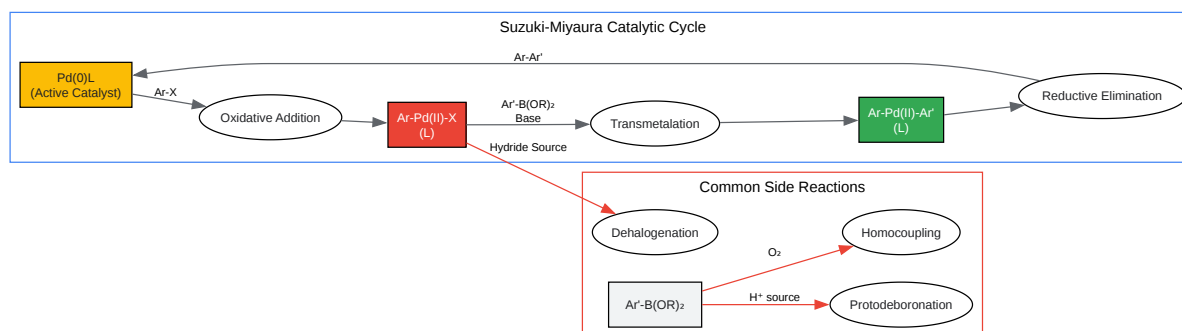 Suzuki-Miyaura Catalytic Cycle
Ar-Ar'
Pd(0)L
(Active Catalyst)
Ar-X
Oxidative Addition
Ar-Pd(II)-X
(L)
Ar'-B(OR)₂
Base
Transmetalation
Ar-Pd(II)-Ar'
(L)
Reductive Elimination
Hydride Source
Common Side Reactions
Dehalogenation
Homocoupling
O₂
Ar'-B(OR)₂
H⁺ source
Protodeboronation